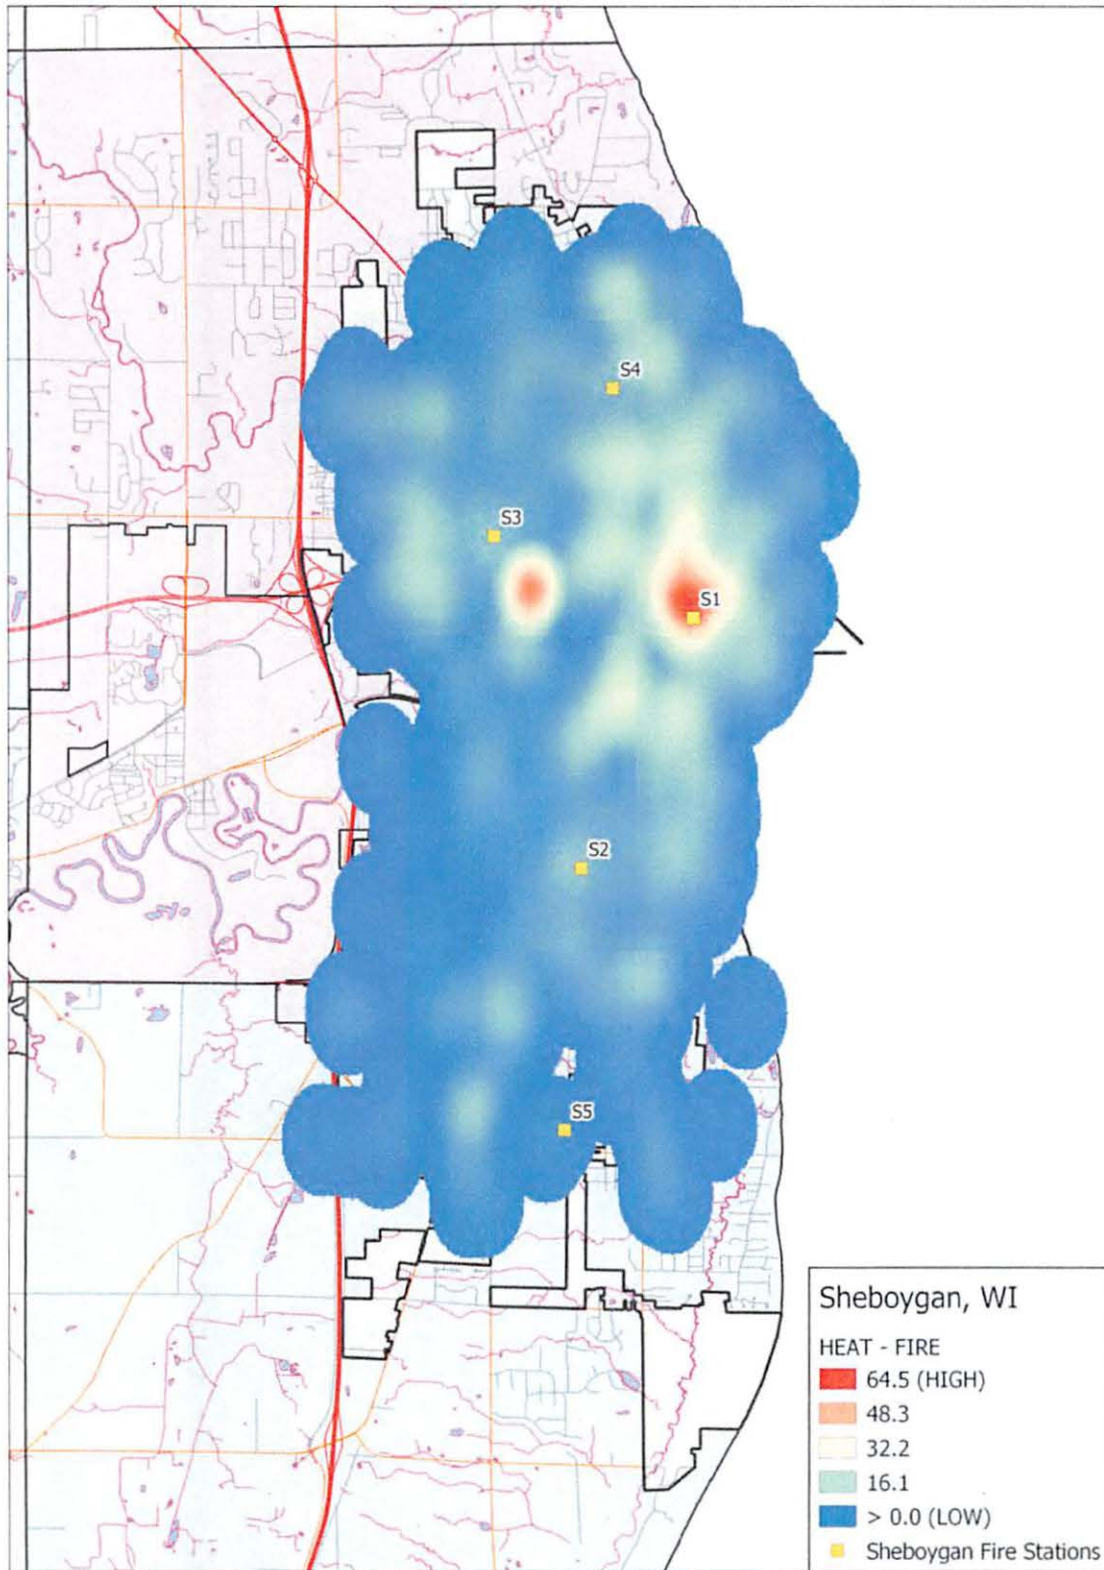 S4
S3
S1
S2
S5
Sheboygan, WI
HEAT - FIRE
64.5 (HIGH)
48.3
32.2
16.1
> 0.0 (LOW)
Sheboygan Fire Stations